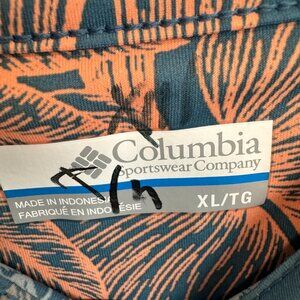 Columbia
Sportswear Company
MADE IN INDONESIA
FABRIQUÉ EN INDONÉSIE
XL/TG